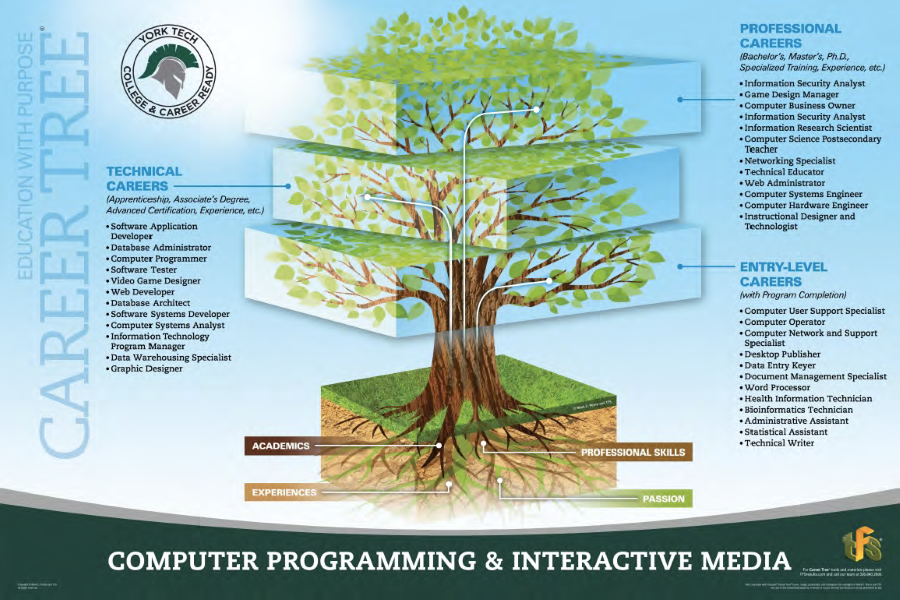 EDUCATION WITH PURPOSE
CAREER TREE®
YORK TECH
COLLEGE & CAREER READY
TECHNICAL
CAREERS
(Apprenticeship, Associate's Degree,
Advanced Certification, Experience, etc.)
• Software Application
Developer
• Database Administrator
• Computer Programmer
• Software Tester
• Video Game Designer
• Web Developer
• Database Architect
• Software Systems Developer
• Computer Systems Analyst
• Information Technology
Program Manager
• Data Warehousing Specialist
• Graphic Designer
PROFESSIONAL
CAREERS
(Bachelor's, Master's, Ph.D.,
Specialized Training, Experience, etc.)
• Information Security Analyst
• Game Design Manager
• Computer Business Owner
• Information Security Analyst
• Information Research Scientist
• Computer Science Postsecondary
Teacher
• Networking Specialist
• Technical Educator
• Web Administrator
• Computer Systems Engineer
• Computer Hardware Engineer
• Instructional Designer and
Technologist
ENTRY-LEVEL
CAREERS
(with Program Completion)
• Computer User Support Specialist
• Computer Operator
• Computer Network and Support
Specialist
• Desktop Publisher
• Data Entry Keyer
• Document Management Specialist
• Word Processor
• Health Information Technician
• Bioinformatics Technician
• Administrative Assistant
• Statistical Assistant
• Technical Writer
ACADEMICS
PROFESSIONAL SKILLS
EXPERIENCES
PASSION
COMPUTER PROGRAMMING & INTERACTIVE MEDIA
tfs